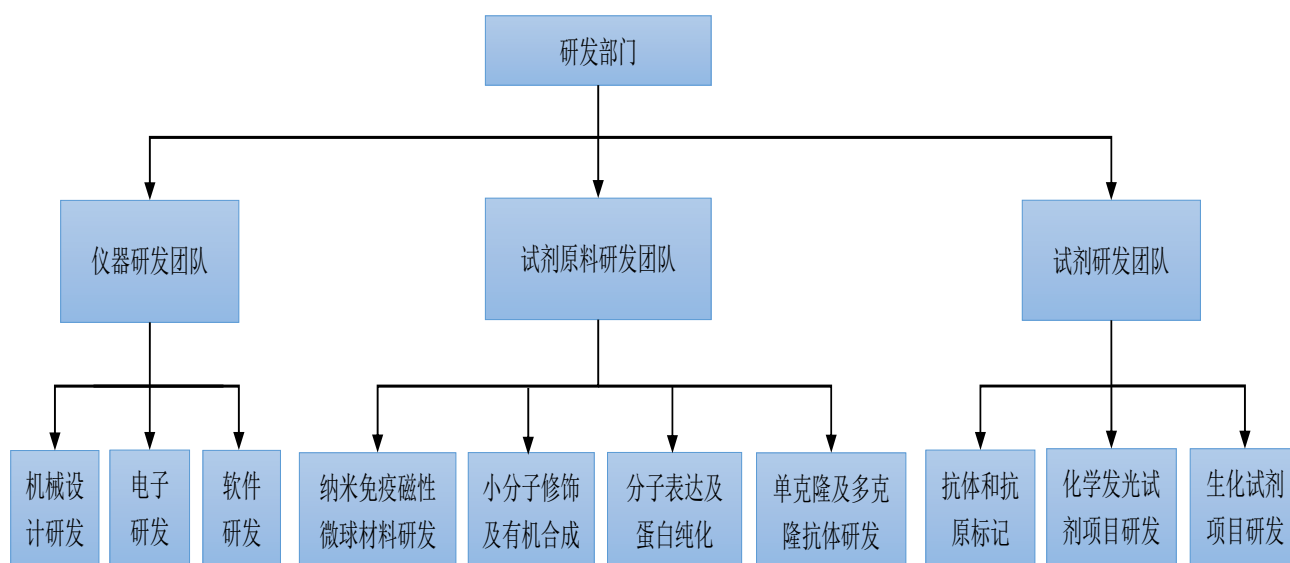 研发部门
仪器研发团队
试剂原料研发团队
试剂研发团队
机械设
计研发
电子
研发
软件
研发
纳米免疫磁性
微球材料研发
小分子修饰
及有机合成
分子表达及
蛋白纯化
单克隆及多克
隆抗体研发
抗体和抗
原标记
化学发光试
剂项目研发
生化试剂
项目研发